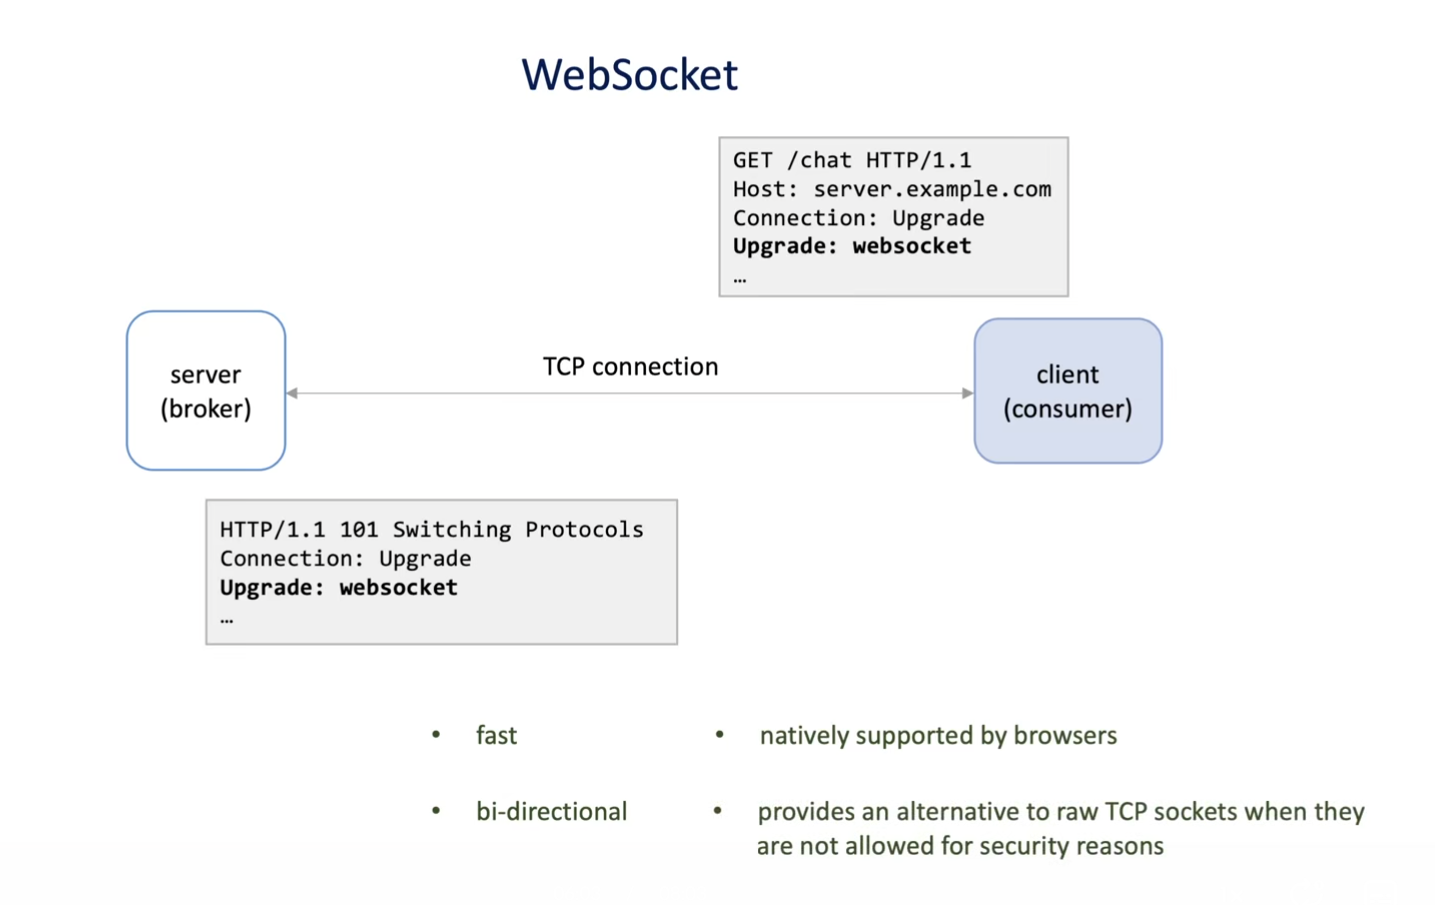 WebSocket
GET /chat HTTP/1.1
Host: server.example.com
Connection: Upgrade
Upgrade: websocket
…
server
(broker)
TCP connection
client
(consumer)
HTTP/1.1 101 Switching Protocols
Connection: Upgrade
Upgrade: websocket
…
• fast
• natively supported by browsers
• bi-directional
• provides an alternative to raw TCP sockets when they
are not allowed for security reasons